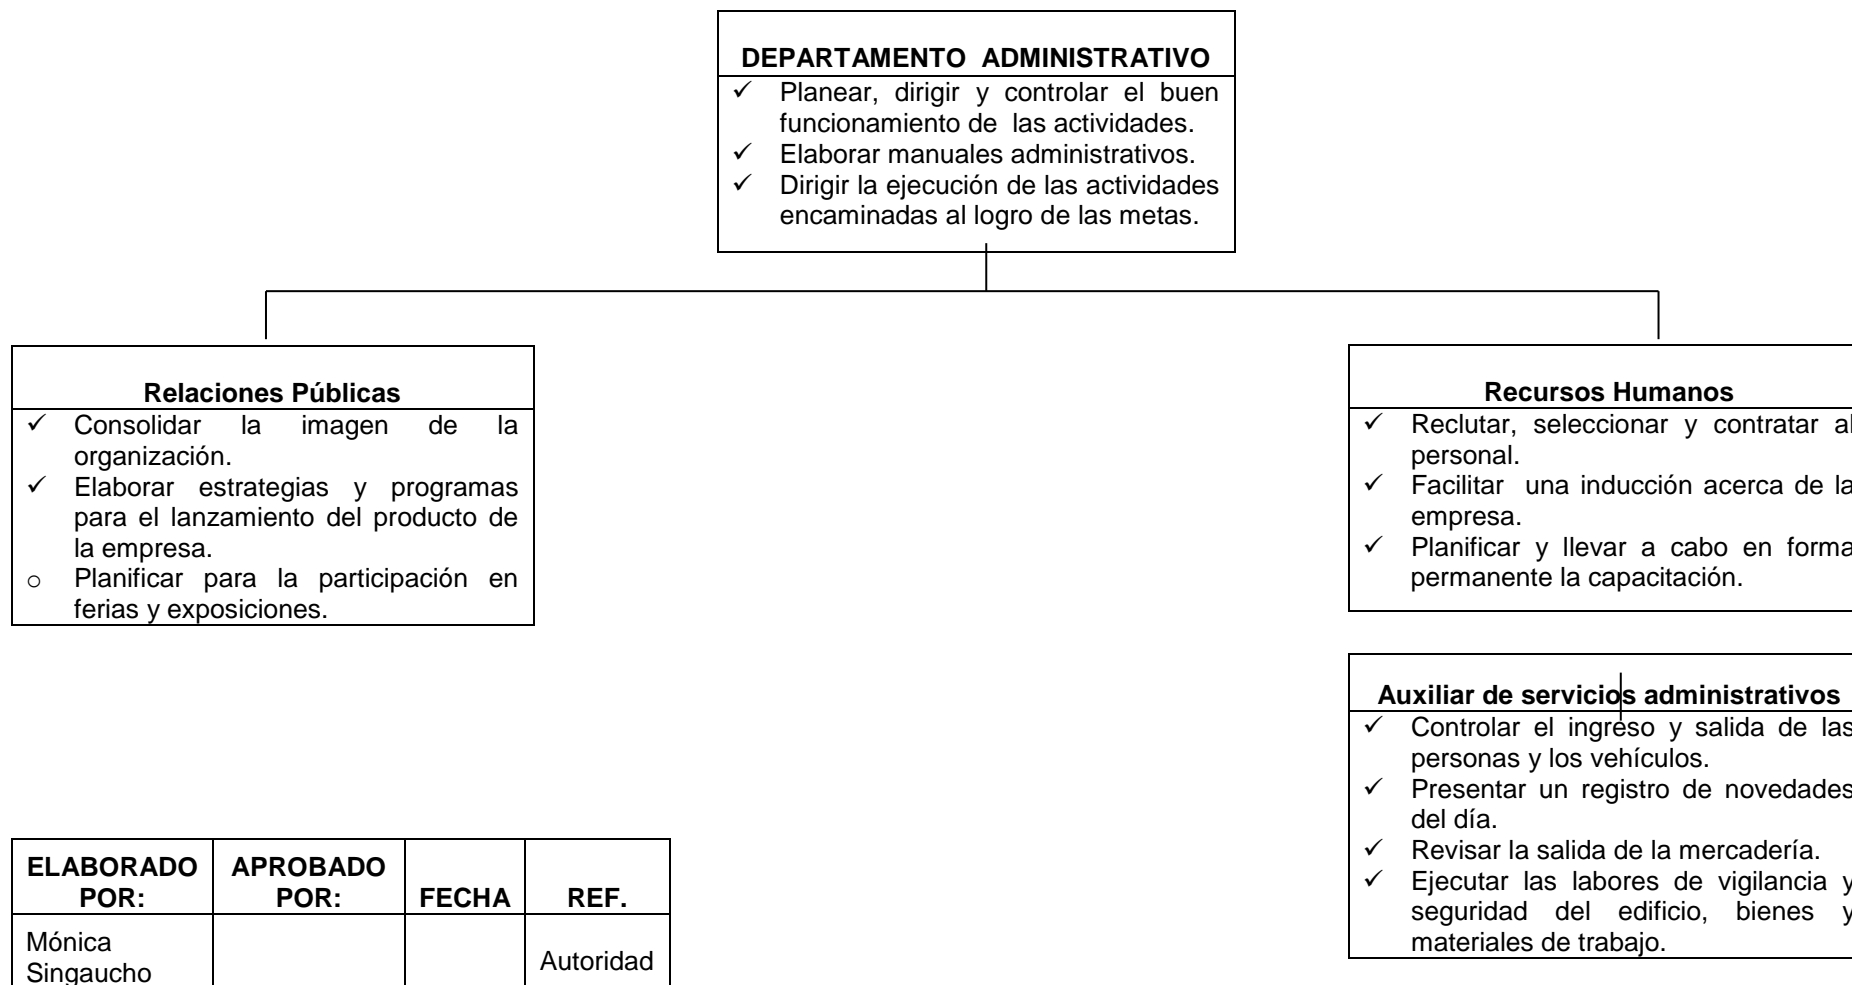 DEPARTAMENTO ADMINISTRATIVO
✓ Planear, dirigir y controlar el buen
funcionamiento de las actividades.
✓ Elaborar manuales administrativos.
✓ Dirigir la ejecución de las actividades
encaminadas al logro de las metas.
Relaciones Públicas
✓ Consolidar la imagen de la
organización.
✓ Elaborar estrategias y programas
para el lanzamiento del producto de
la empresa.
o Planificar para la participación en
ferias y exposiciones.
Recursos Humanos
✓ Reclutar, seleccionar y contratar al
personal.
✓ Facilitar una inducción acerca de la
empresa.
✓ Planificar y llevar a cabo en forma
permanente la capacitación.
Auxiliar de servicios administrativos
✓ Controlar el ingreso y salida de las
personas y los vehículos.
✓ Presentar un registro de novedades
del día.
✓ Revisar la salida de la mercadería.
✓ Ejecutar las labores de vigilancia y
seguridad del edificio, bienes y
materiales de trabajo.
ELABORADO POR:
APROBADO POR:
FECHA
REF.
Mónica
Singaucho
Autoridad